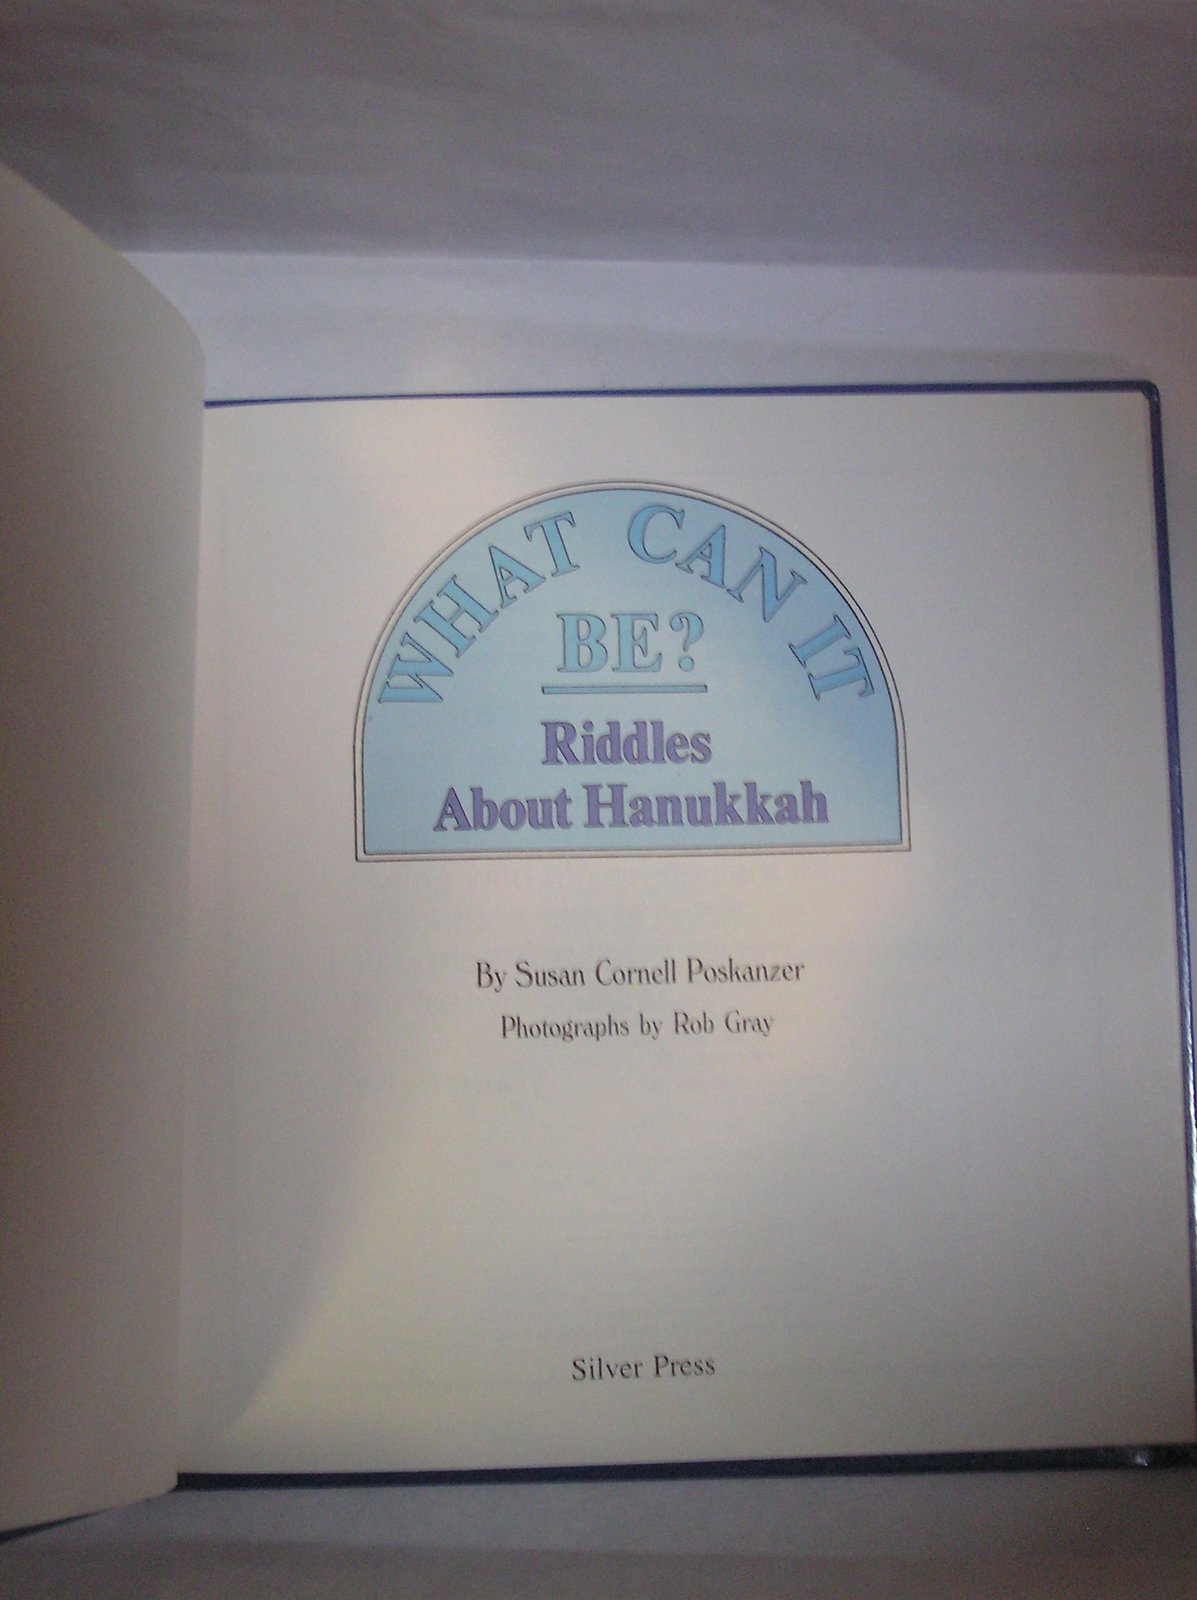 WHAT CAN IT
BE?
Riddles
About Hanukkah
By Susan Cornell Poskanzer
Photographs by Rob Gray
Silver Press